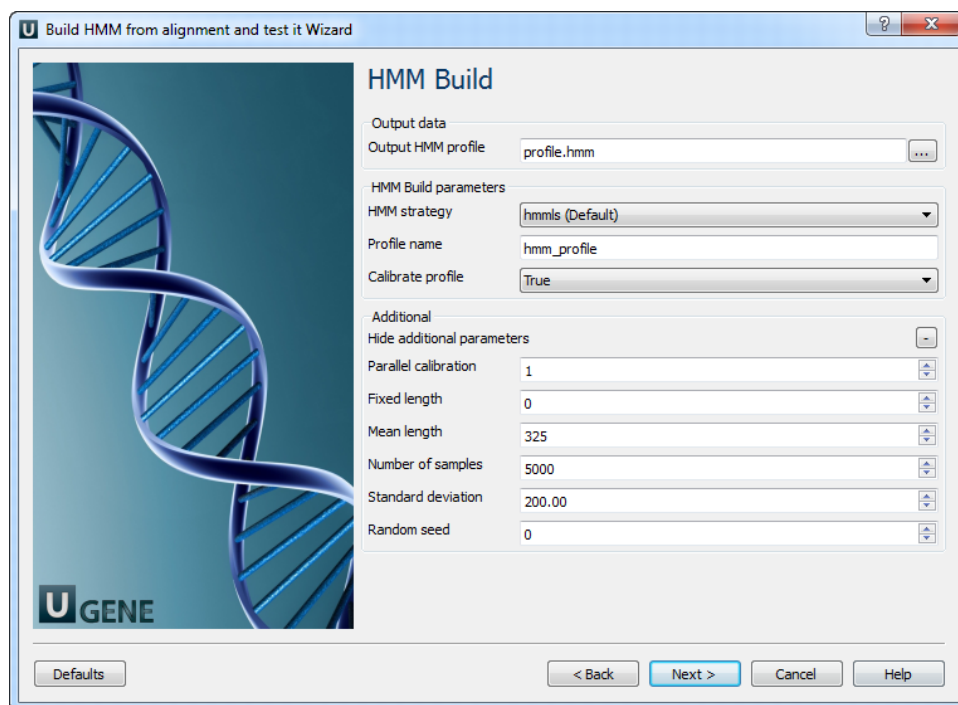 U Build HMM from alignment and test it Wizard ? X
HMM Build
Output data
Output HMM profile profile.hmm ...
HMM Build parameters
HMM strategy hmmls (Default)
Profile name hmm_profile
Calibrate profile True
Additional
Hide additional parameters -
Parallel calibration 1
Fixed length 0
Mean length 325
Number of samples 5000
Standard deviation 200.00
Random seed 0
U GENE
Defaults < Back Next > Cancel Help